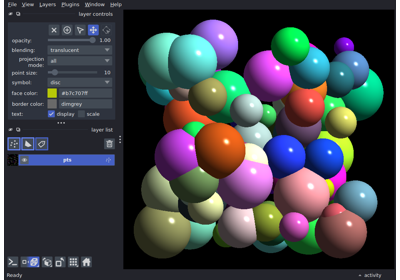 File View Layers Plugins Window Help
layer controls
opacity: 1.00
blending: translucent
projection mode: all
point size: 10
symbol: disc
face color: #b7c707ff
border color: dimgrey
text: display scale
layer list
pts
Ready activity